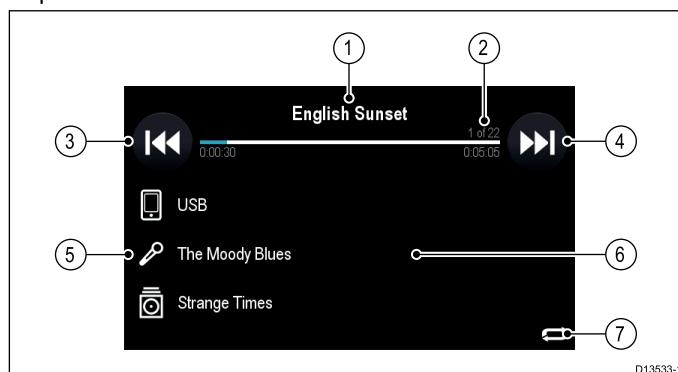 1
2
English Sunset
1 of 22
3
4
0:00:30
0:05:05
USB
5
The Moody Blues
6
Strange Times
7